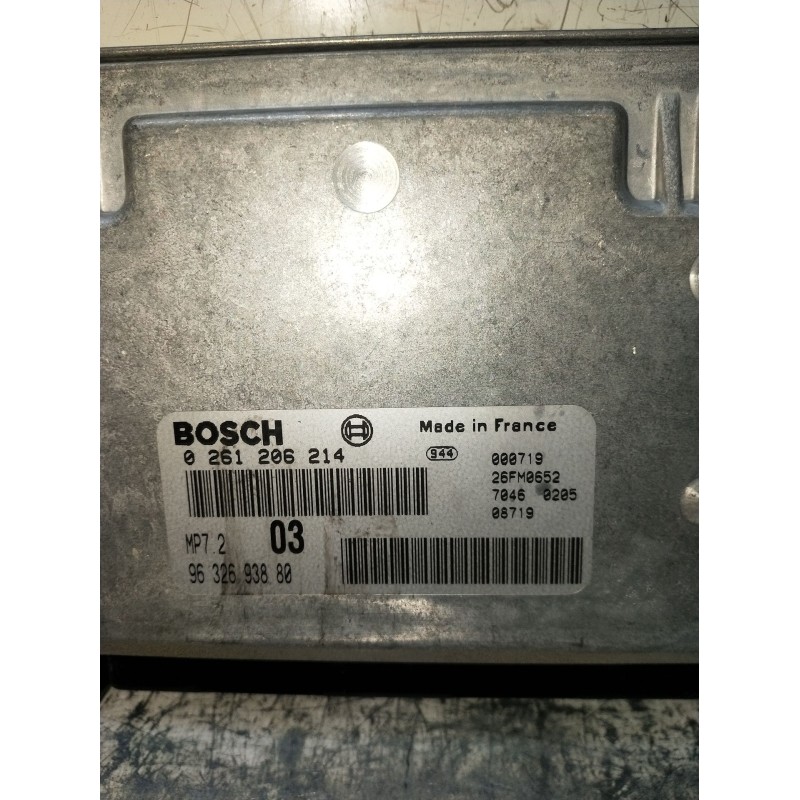 BOSCH
Made in France
0 261 206 214
944
000719
26FM0652
7046 0205
08719
MP7.2
03
96 326 938 80